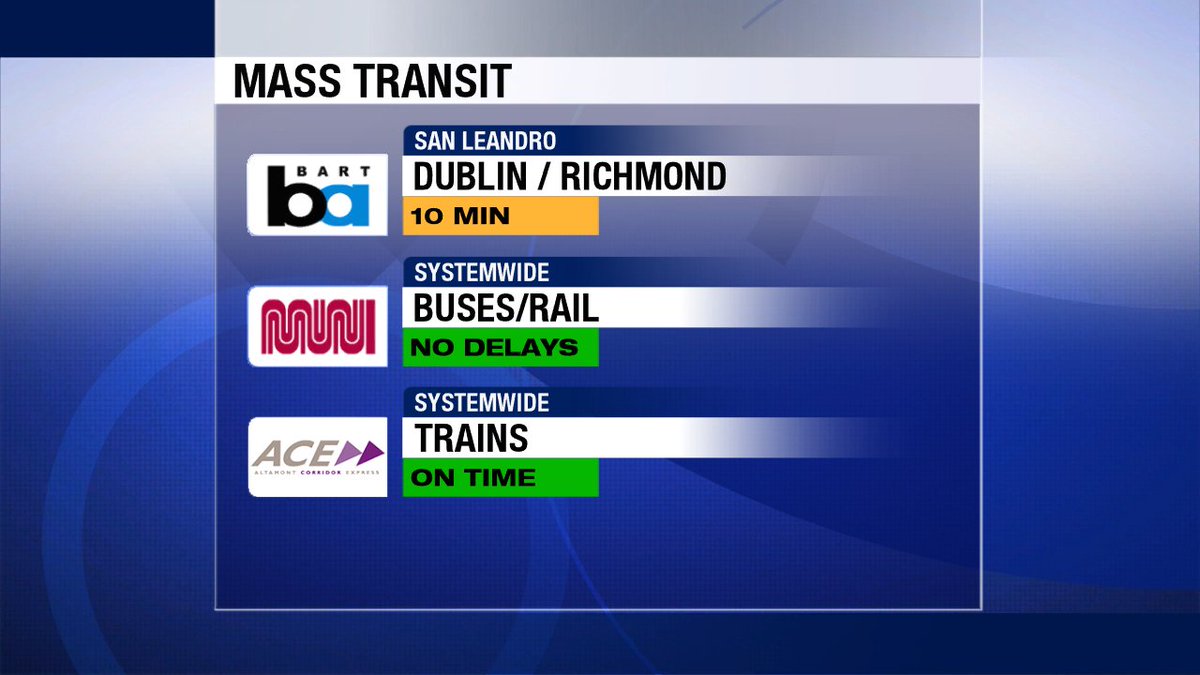 MASS TRANSIT
SAN LEANDRO
BART
ba
DUBLIN / RICHMOND
10 MIN
SYSTEMWIDE
MUNI
BUSES/RAIL
NO DELAYS
SYSTEMWIDE
ACE
ALTAMONT CORRIDOR EXPRESS
TRAINS
ON TIME